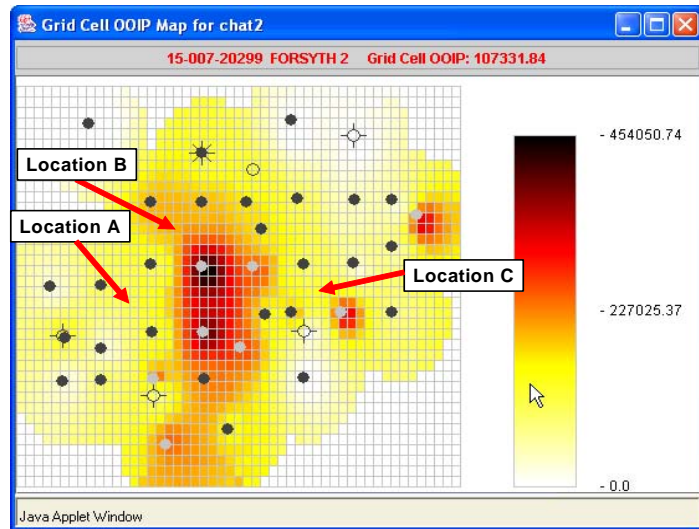 Grid Cell OOIP Map for chat2
15-007-20299 FORSYTH 2 Grid Cell OOIP: 107331.84
- 454050.74
Location B
Location A
Location C
- 227025.37
- 0.0
Java Applet Window